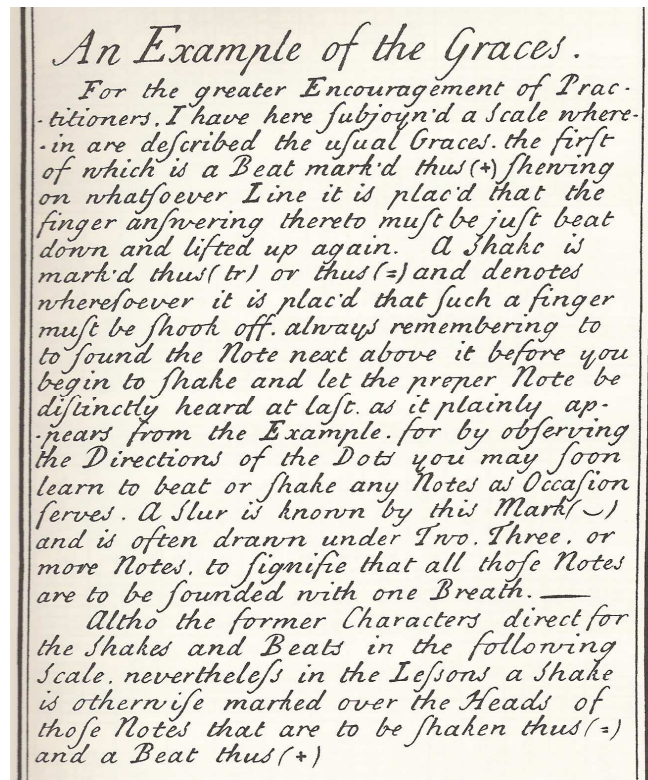 An Example of the Graces.
For the greater Encouragement of Prac-
-titioners. I have here ſubjoyn'd a Scale where-
-in are deſcribed the uſual Graces. the firſt
of which is a Beat mark'd thus (+) ſhewing
on whatſoever Line it is plac'd that the
finger anſwering thereto muſt be juſt beat
down and lifted up again. A Shake is
mark'd thus (tr) or thus (=) and denotes
whereſoever it is plac'd that ſuch a finger
muſt be ſhook off. always remembering to
to ſound the Note next above it before you
begin to ſhake and let the proper Note be
diſtinctly heard at laſt. as it plainly ap-
-pears from the Example. for by obſerving
the Directions of the Dots you may ſoon
learn to beat or ſhake any Notes as Occaſion
ſerves. A Slur is known by this Mark (⌣)
and is often drawn under Two. Three. or
more Notes. to ſignifie that all thoſe Notes
are to be ſounded with one Breath. —
Altho the former Characters direct for
the Shakes and Beats in the following
Scale. nevertheleſs in the Leſsons a Shake
is otherwiſe marked over the Heads of
thoſe Notes that are to be ſhaken thus (=)
and a Beat thus (+)